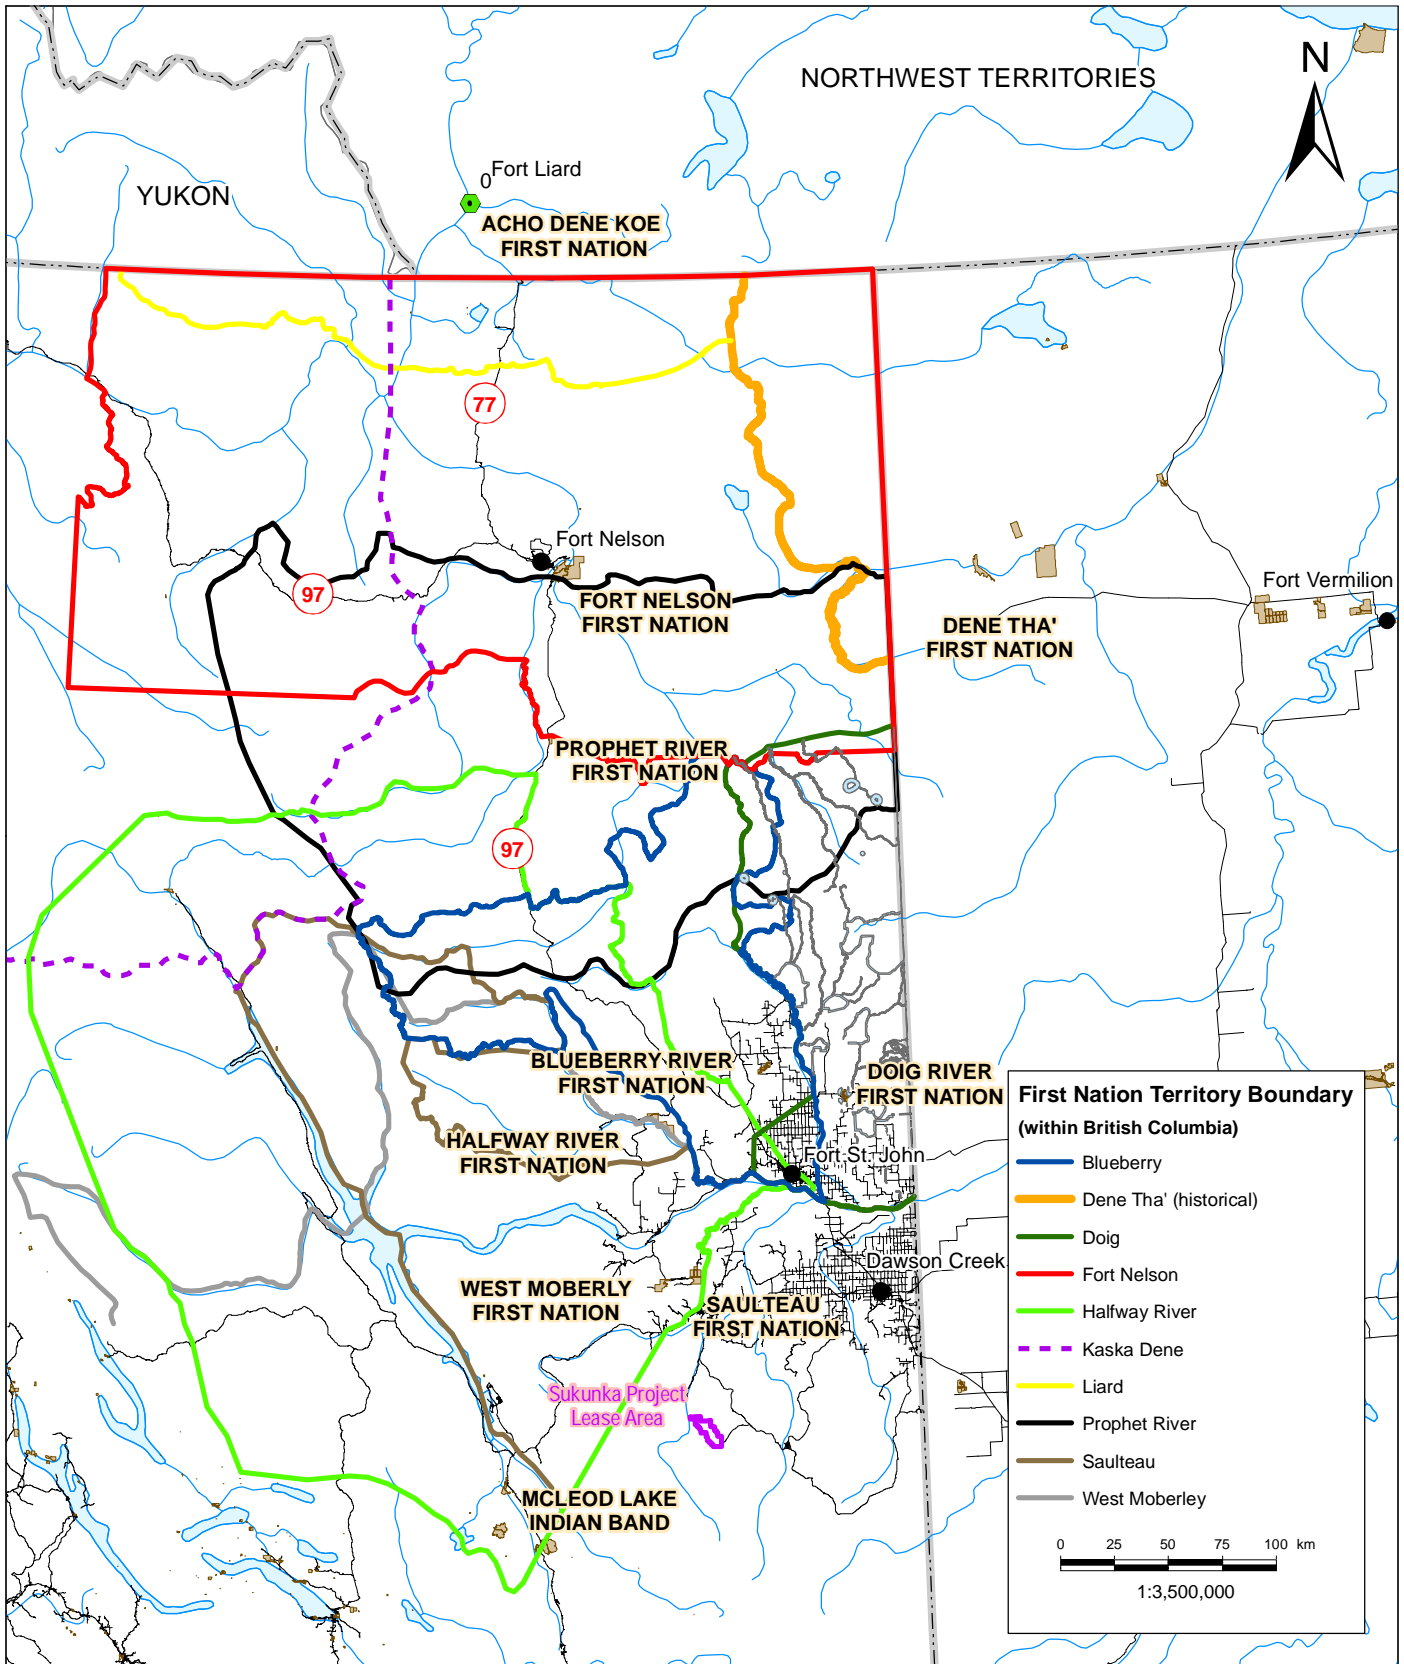 NORTHWEST TERRITORIES
N
YUKON
0
Fort Liard
ACHO DENE KOE
FIRST NATION
77
Fort Nelson
97
FORT NELSON
FIRST NATION
Fort Vermilion
DENE THA'
FIRST NATION
PROPHET RIVER
FIRST NATION
97
BLUEBERRY RIVER
FIRST NATION
DOIG RIVER
FIRST NATION
HALFWAY RIVER
FIRST NATION
Fort St. John
WEST MOBERLY
FIRST NATION
Dawson Creek
SAULTEAU
FIRST NATION
Sukunka Project
Lease Area
MCLEOD LAKE
INDIAN BAND
First Nation Territory Boundary
(within British Columbia)
Blueberry
Dene Tha' (historical)
Doig
Fort Nelson
Halfway River
Kaska Dene
Liard
Prophet River
Saulteau
West Moberley
0 25 50 75 100 km
1:3,500,000